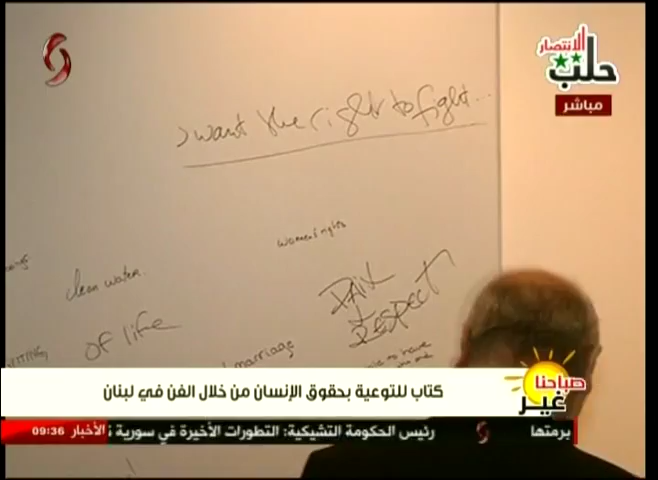 الانتصار
حلب
مباشر
I want the right to fight...
women's rights
clean water.
of life
RESPECT
marriage
to have
كتاب للتوعية بحقوق الإنسان من خلال الفن في لبنان
صباحنا
غير
برمتها
رئيس الحكومة التشيكية: التطورات الأخيرة في سورية
الأخبار
09:36